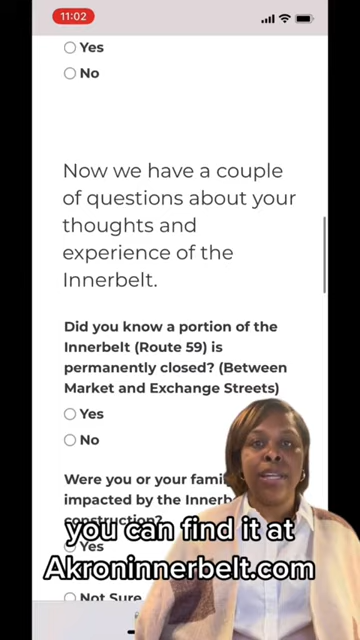 11:02
Yes
No
Now we have a couple
of questions about your
thoughts and
experience of the
Innerbelt.
Did you know a portion of the
Innerbelt (Route 59) is
permanently closed? (Between
Market and Exchange Streets)
Yes
No
Were you or your fami
impacted by the Innerb
construction?
you can find it at
Yes
Akroninnerbelt.com
Not Sure